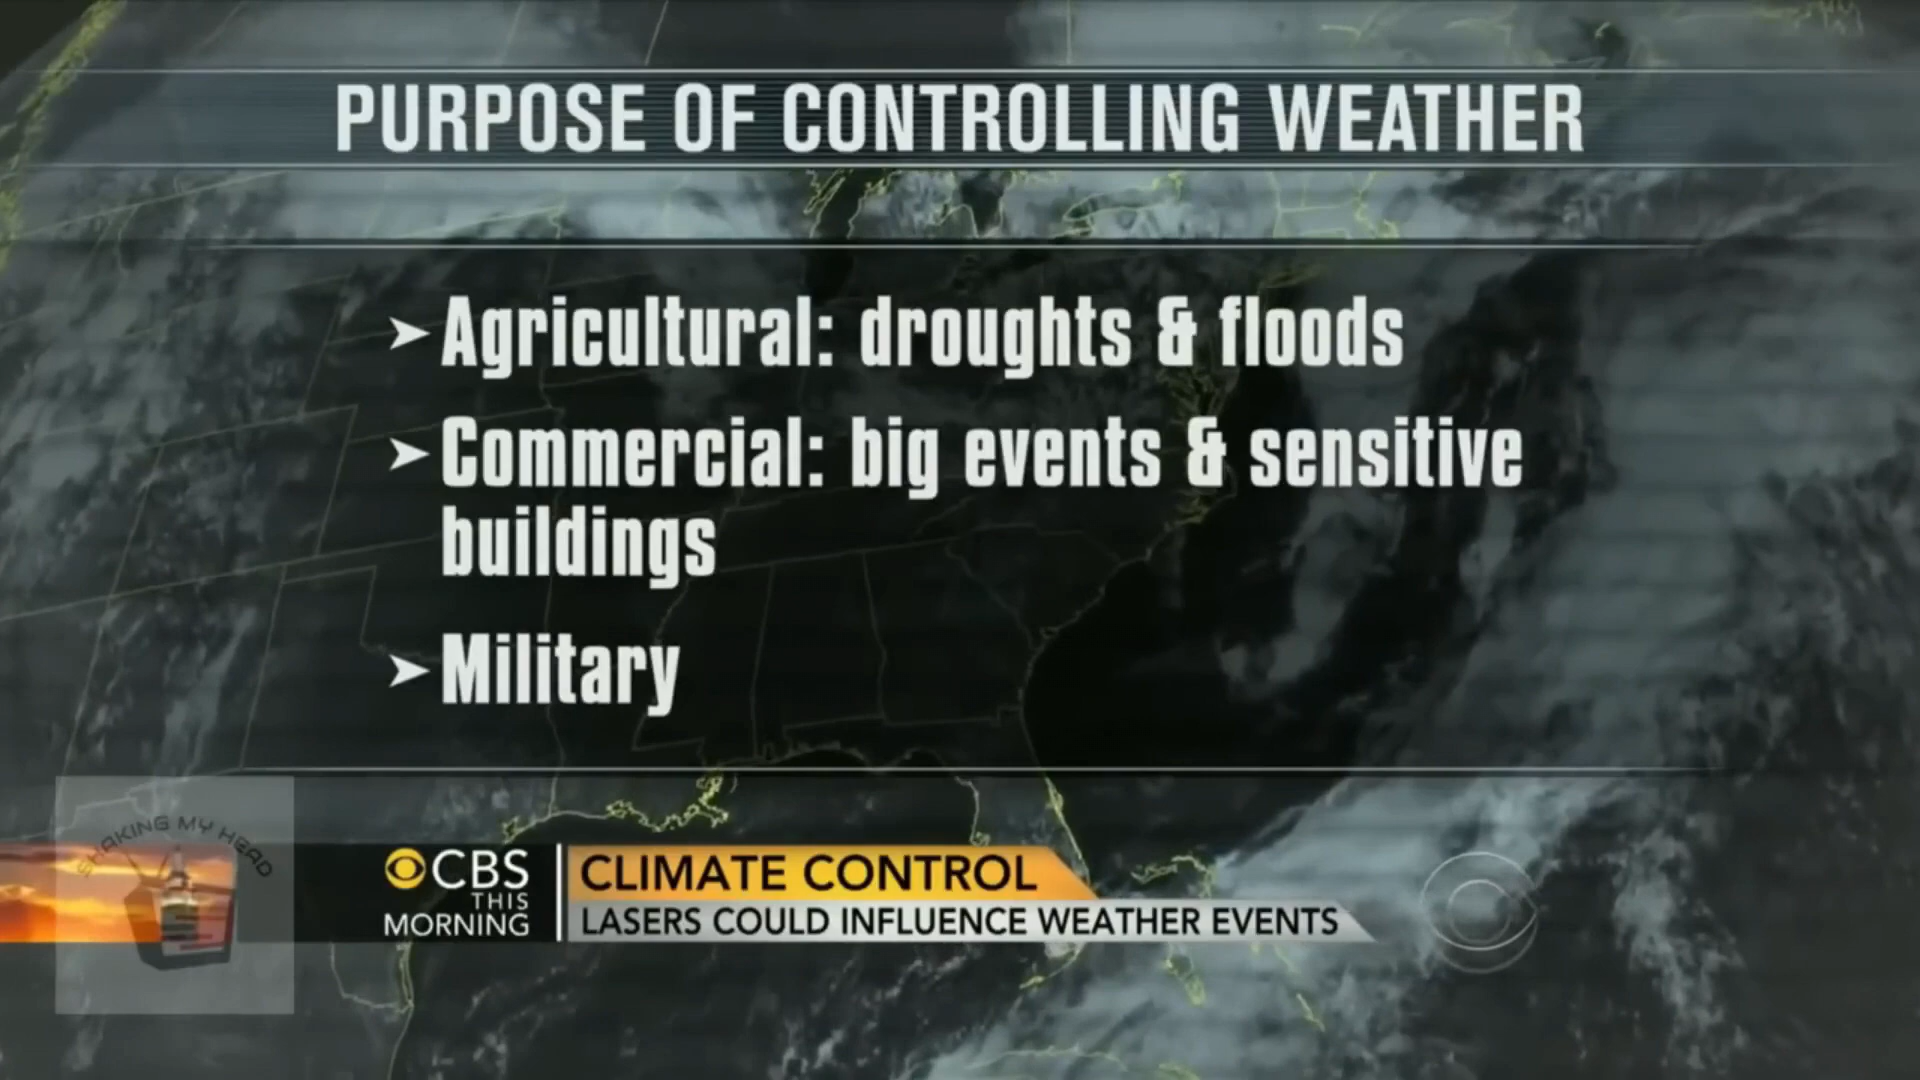 PURPOSE OF CONTROLLING WEATHER
➤ Agricultural: droughts & floods
➤ Commercial: big events & sensitive
buildings
➤ Military
SHAKING MY HEAD
CBS
THIS
MORNING
CLIMATE CONTROL
LASERS COULD INFLUENCE WEATHER EVENTS